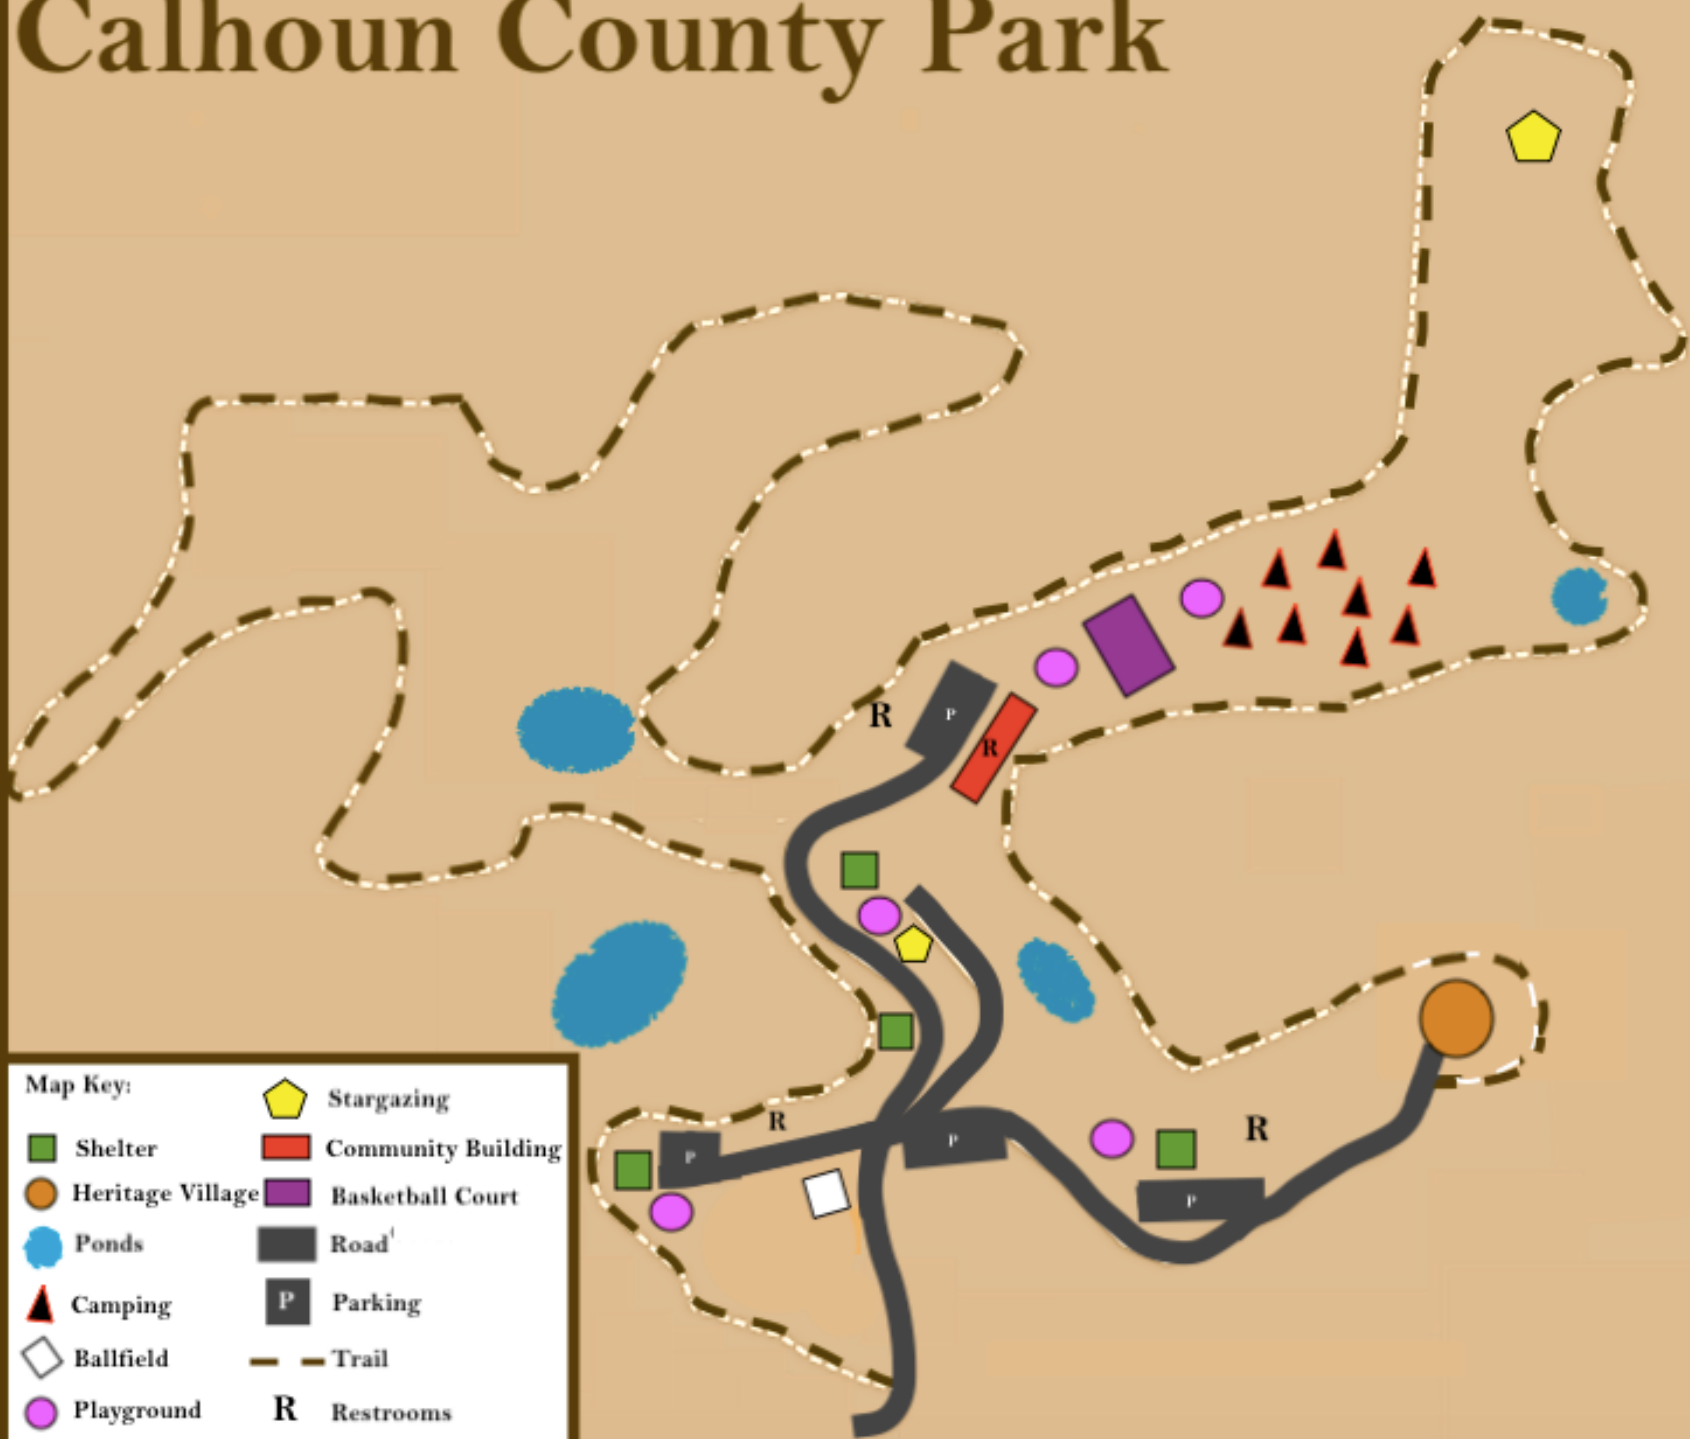 Calhoun County Park
R
P
R
R
P
P
R
P
Map Key:
Stargazing
Shelter
Community Building
Heritage Village
Basketball Court
Ponds
Road
Camping
P
Parking
Ballfield
Trail
Playground
R
Restrooms